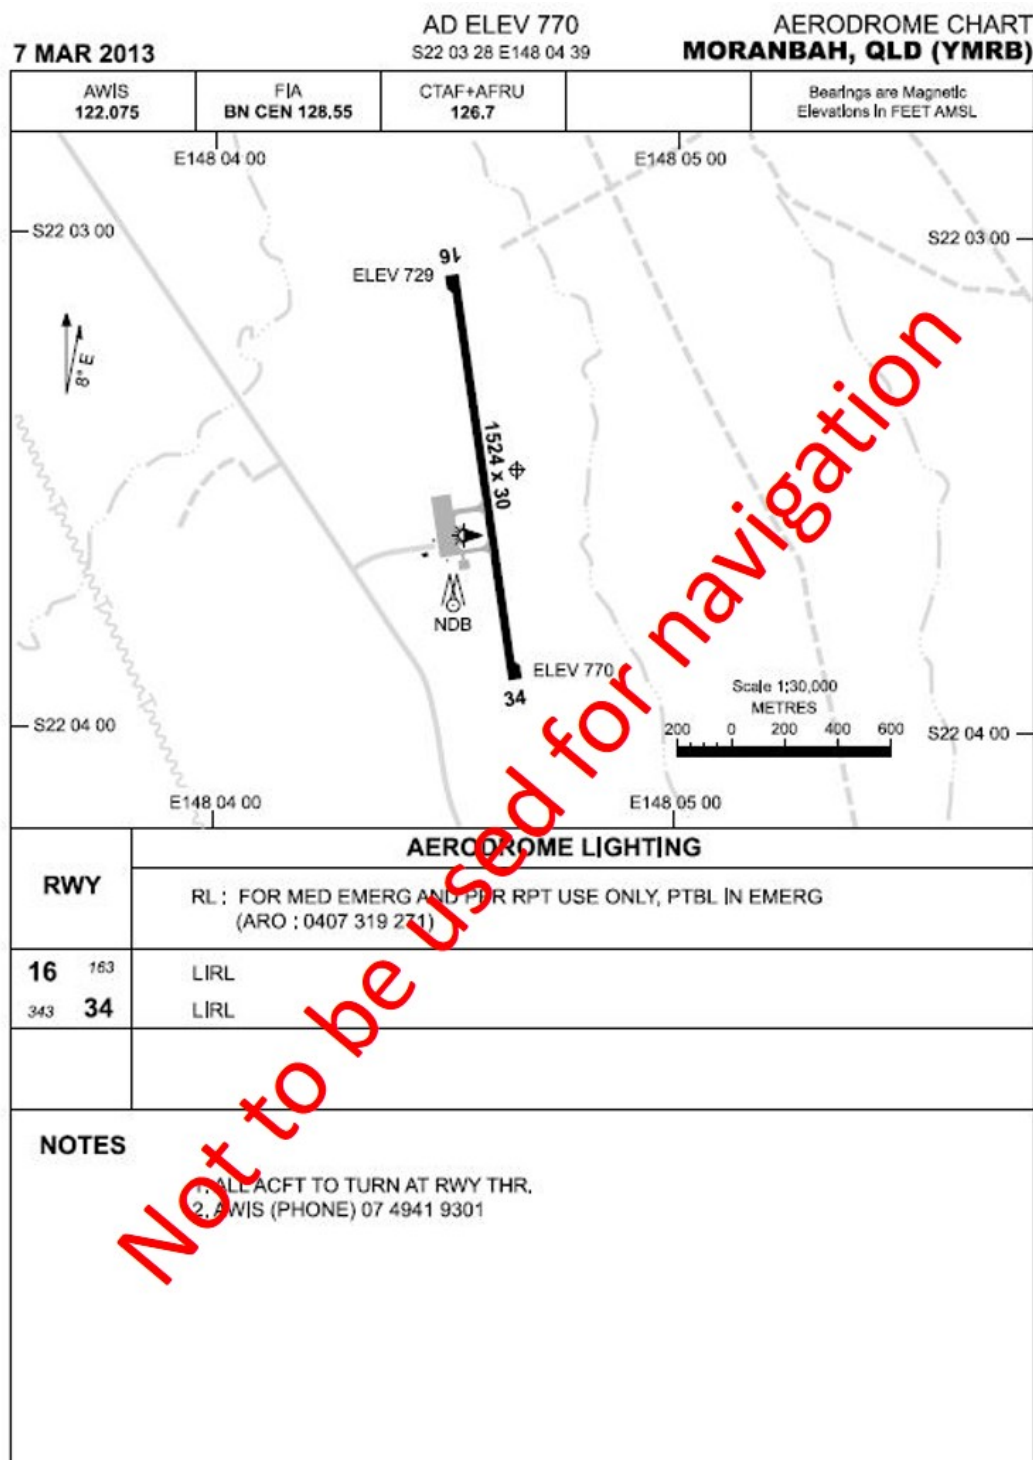 AD ELEV 770
AERODROME CHART
7 MAR 2013
S22 03 28 E148 04 39
MORANBAH, QLD (YMRB)
AWIS
122.075
FIA
BN CEN 128.55
CTAF+AFRU
126.7
Bearings are Magnetic
Elevations in FEET AMSL
E148 04 00
E148 05 00
S22 03 00
S22 03 00
16
ELEV 729
8° E
1524 x 30
NDB
ELEV 770
34
Scale 1:30,000
METRES
200 0 200 400 600
S22 04 00
S22 04 00
E148 04 00
E148 05 00
Not to be used for navigation
RWY
AERODROME LIGHTING
RL : FOR MED EMERG AND PPR RPT USE ONLY, PTBL IN EMERG
(ARO : 0407 319 271)
16 163 LIRL
343 34 LIRL
NOTES
1. ALL ACFT TO TURN AT RWY THR.
2. AWIS (PHONE) 07 4941 9301